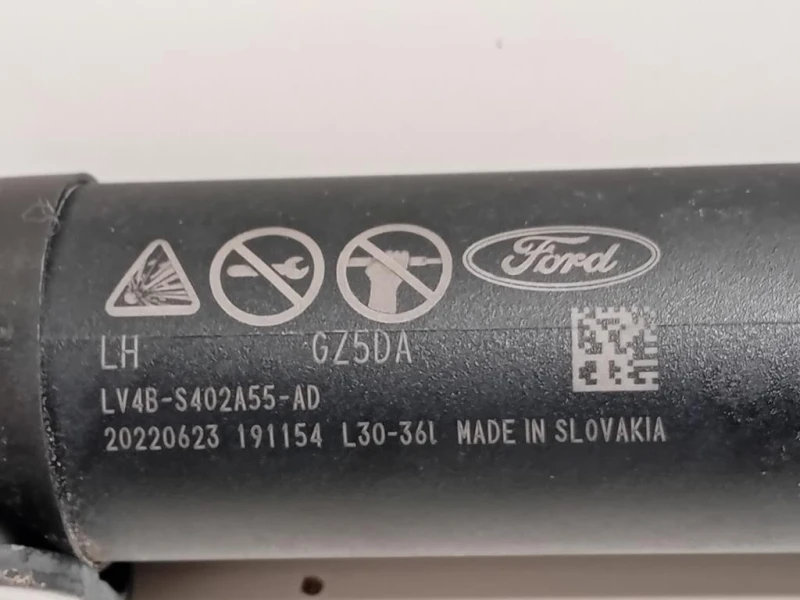 Ford
LH GZ5DA
LV4B-S402A55-AD
20220623 191154 L30-36l MADE IN SLOVAKIA